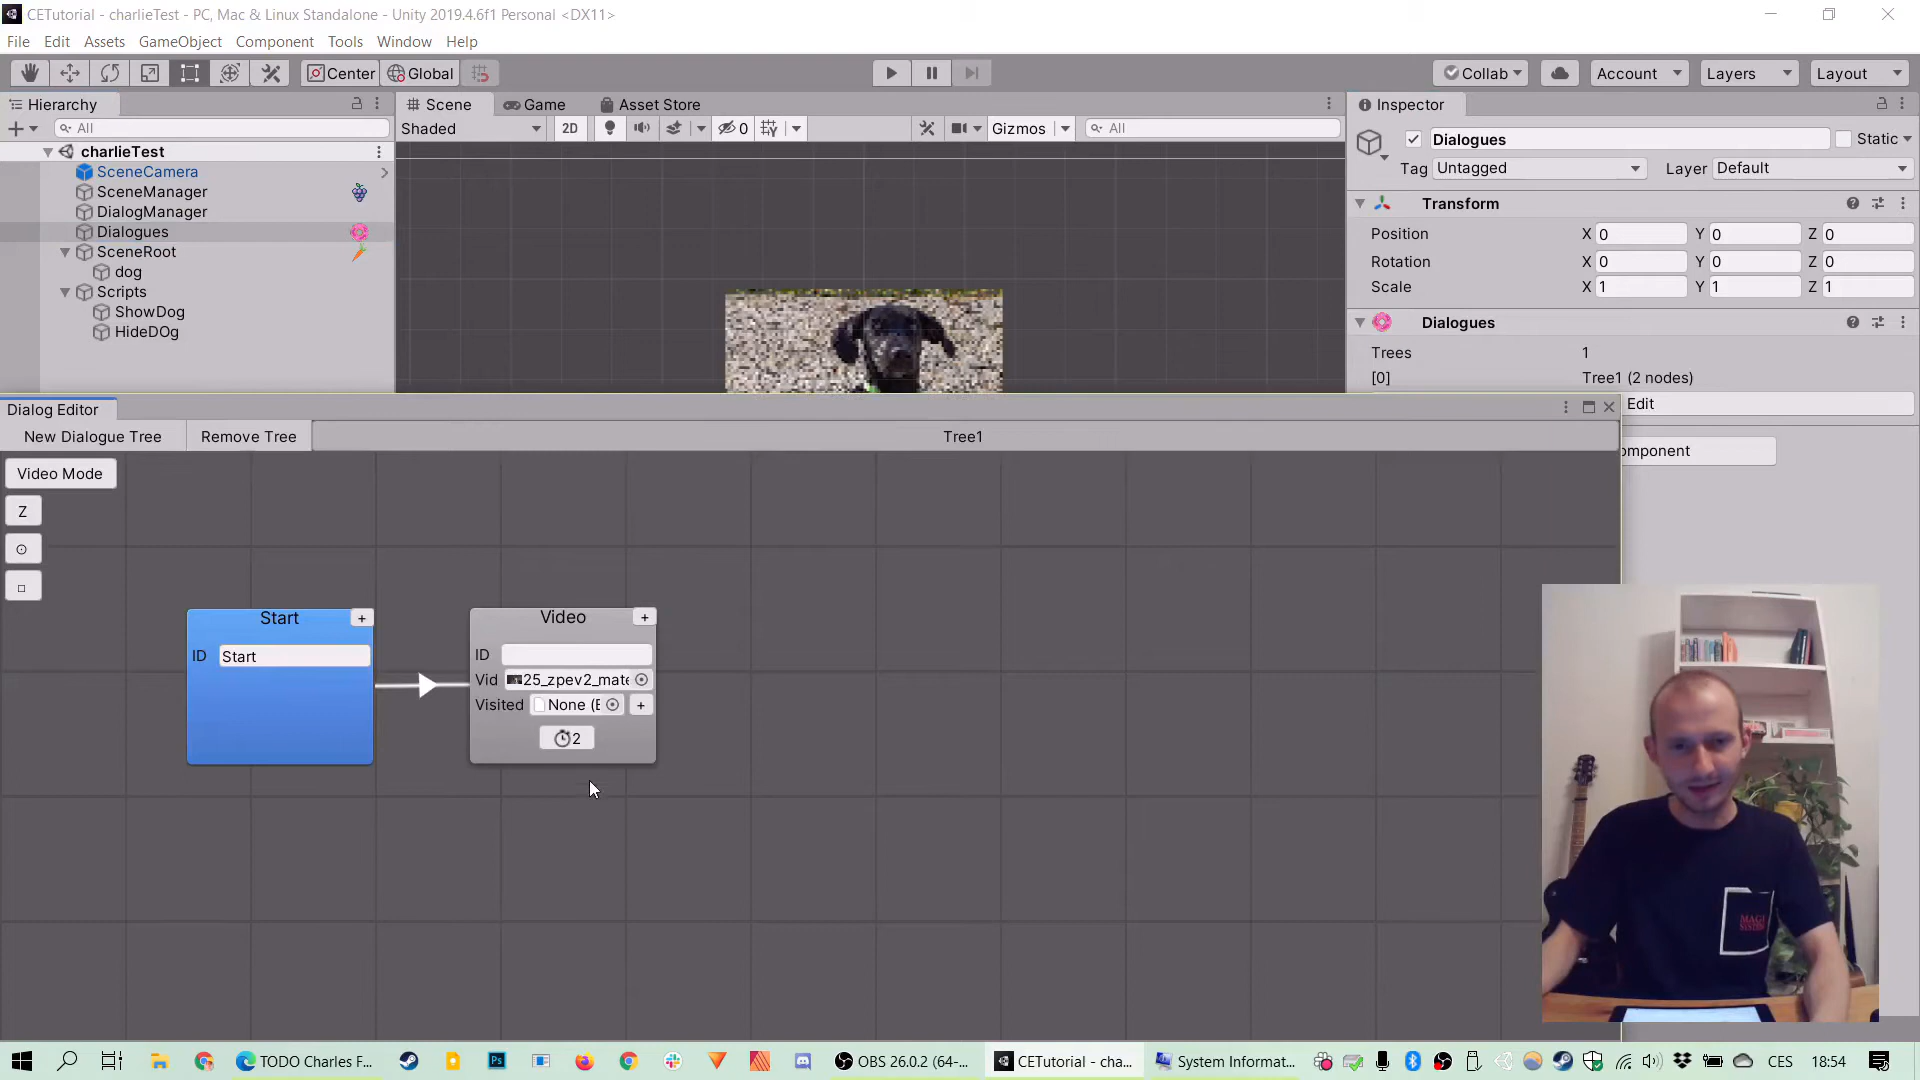 CETutorial - charlieTest - PC, Mac & Linux Standalone - Unity 2019.4.6f1 Personal <DX11>
File Edit Assets GameObject Component Tools Window Help
Center Global Collab Account Layers Layout
Hierarchy
All
charlieTest
SceneCamera
SceneManager
DialogManager
Dialogues
SceneRoot
dog
Scripts
ShowDog
HideDOg
Scene Game Asset Store
Shaded 2D 0 Gizmos All
Inspector
Dialogues Static
Tag Untagged Layer Default
Transform
Position X 0 Y 0 Z 0
Rotation X 0 Y 0 Z 0
Scale X 1 Y 1 Z 1
Dialogues
Trees 1
[0] Tree1 (2 nodes)
Edit
omponent
Dialog Editor
New Dialogue Tree Remove Tree Tree1
Video Mode
Z
Start +
ID Start
Video +
ID
Vid 25_zpev2_mate
Visited None (E +
2
MAGI
SYSTEM
TODO Charles F... OBS 26.0.2 (64-... CETutorial - cha... System Informat... CES 18:54